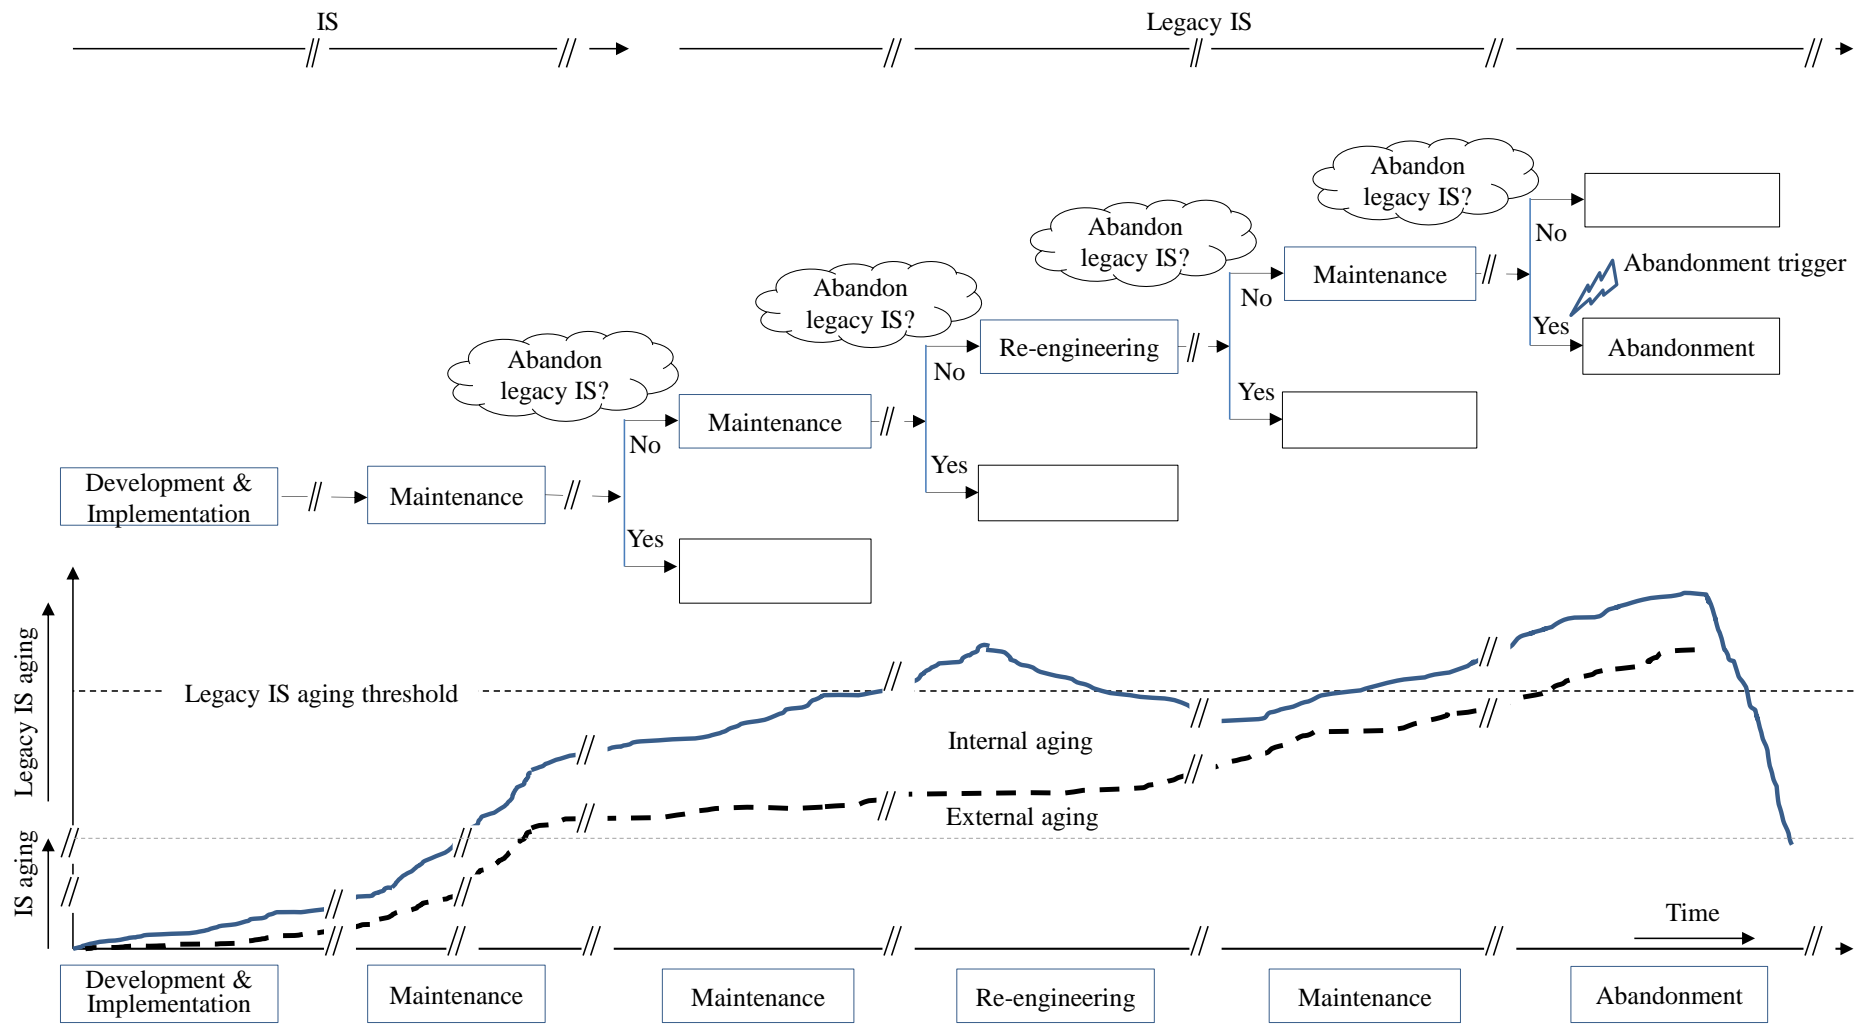 IS
Legacy IS
Abandon
legacy IS?
No
Abandonment trigger
Yes
Abandonment
Abandon
legacy IS?
No
Maintenance
Yes
Abandon
legacy IS?
No
Re-engineering
Yes
Abandon
legacy IS?
No
Maintenance
Yes
Development &
Implementation
Maintenance
Legacy IS aging
IS aging
Legacy IS aging threshold
Internal aging
External aging
Time
Development &
Implementation
Maintenance
Maintenance
Re-engineering
Maintenance
Abandonment